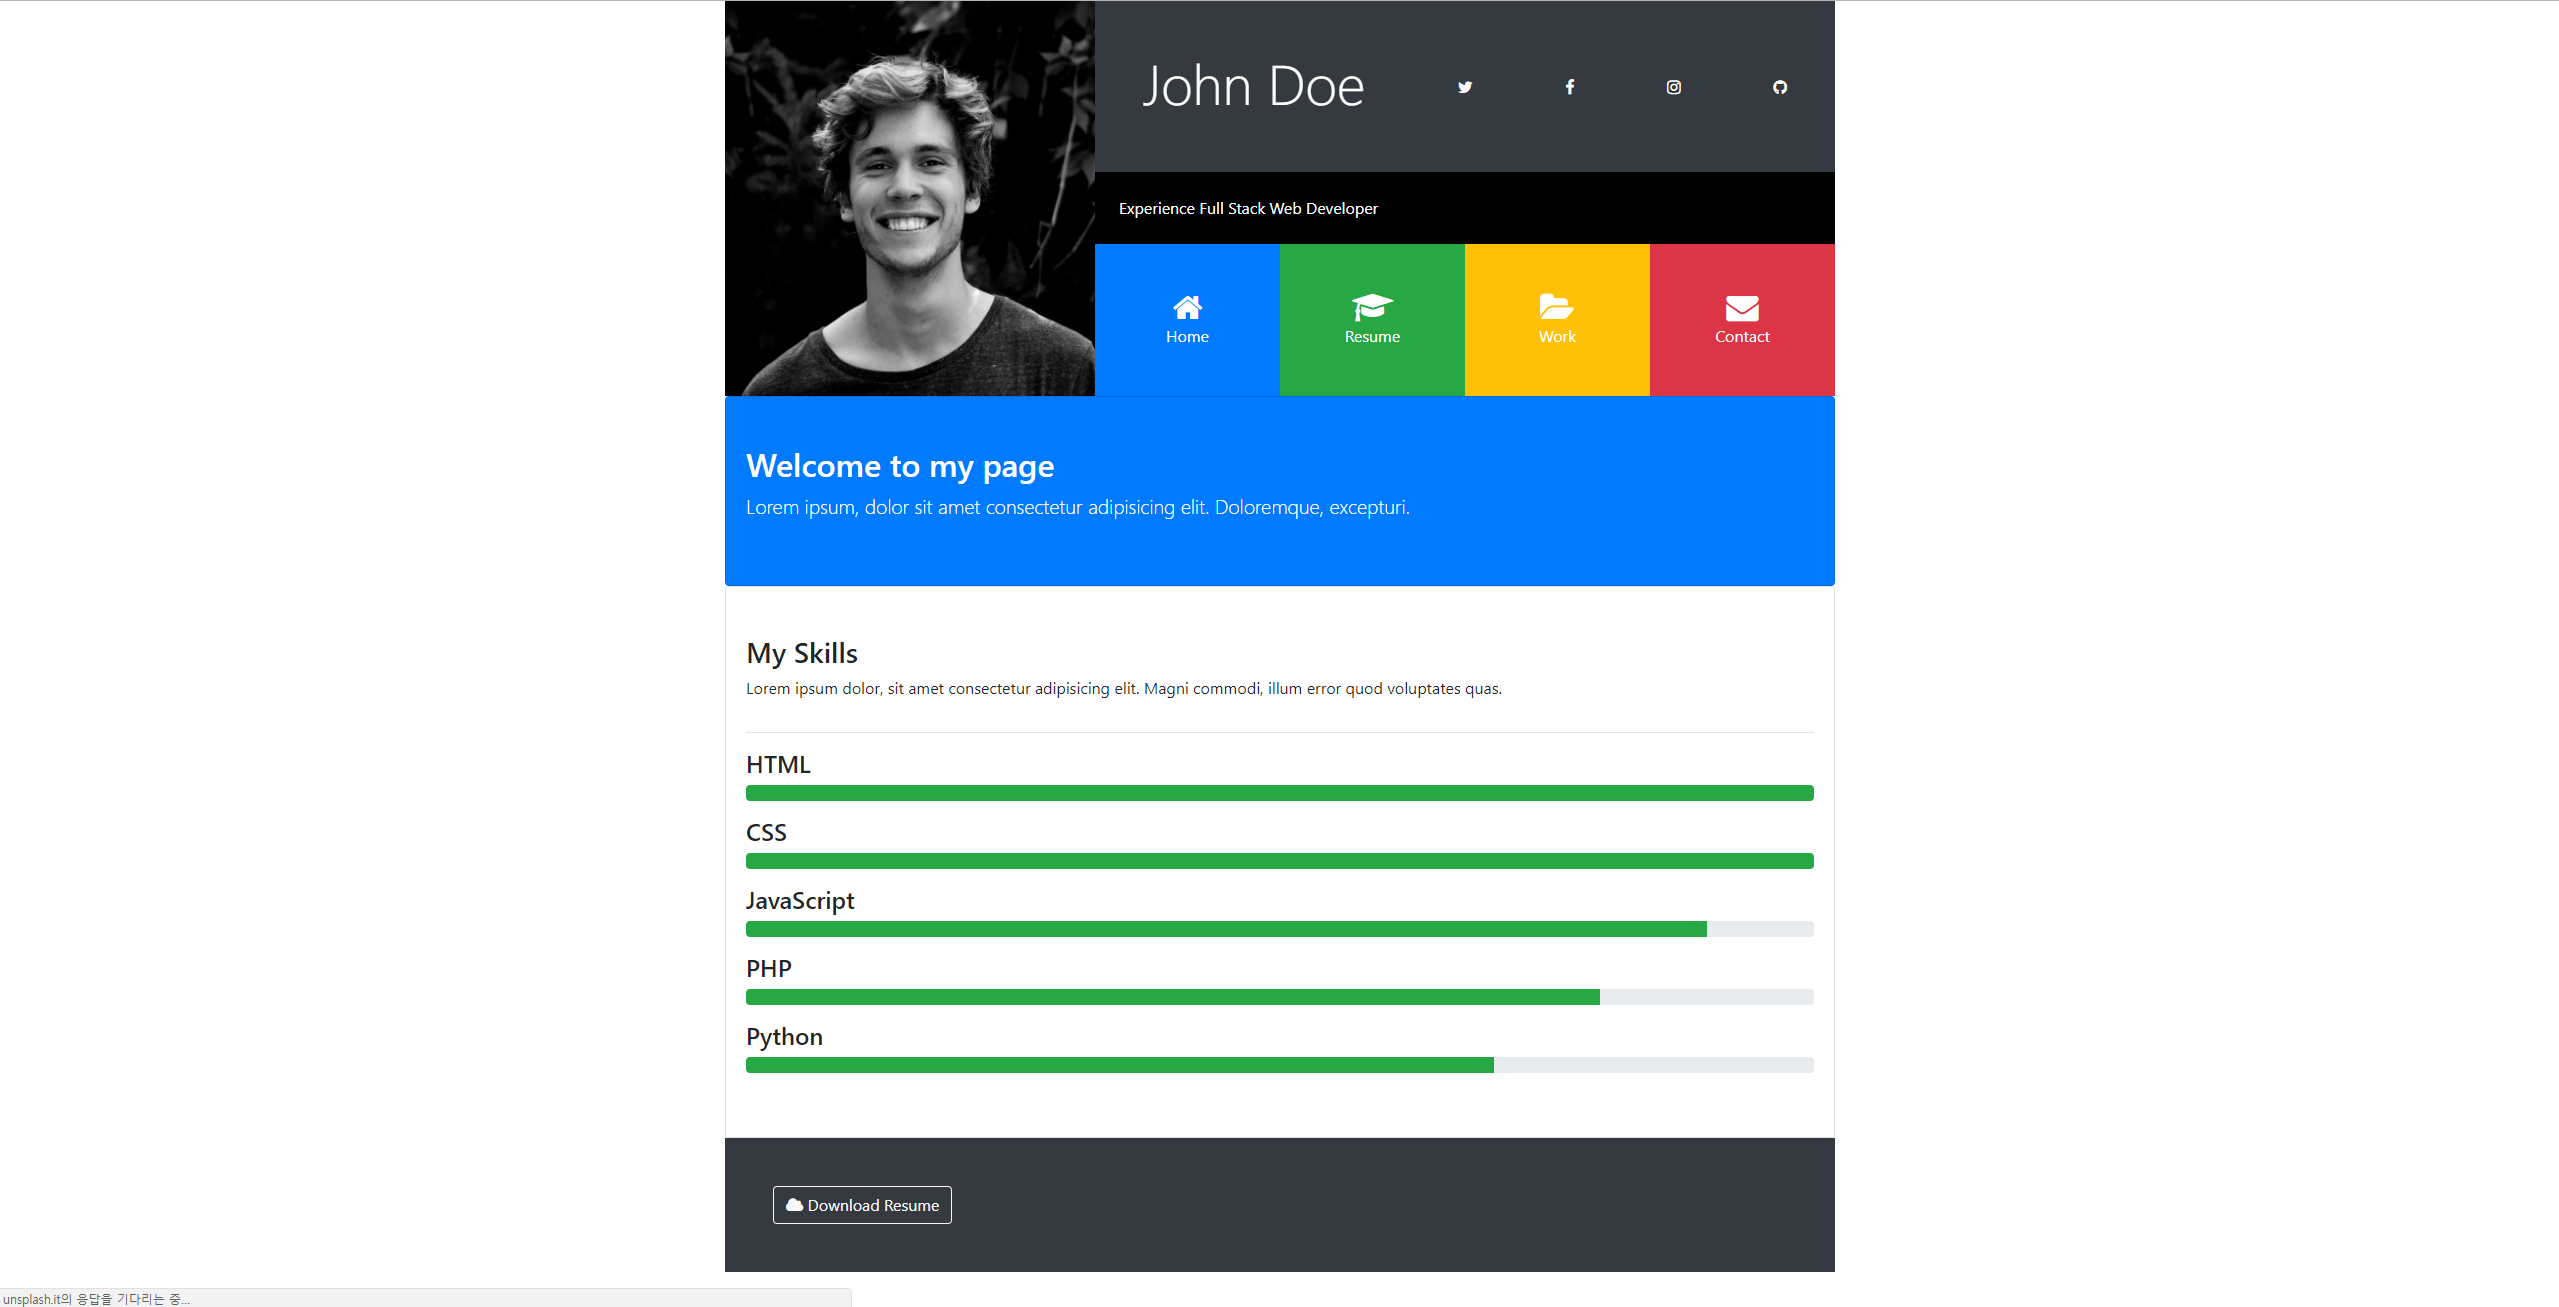 John Doe
Experience Full Stack Web Developer
Home
Resume
Work
Contact
Welcome to my page
Lorem ipsum, dolor sit amet consectetur adipisicing elit. Doloremque, excepturi.
My Skills
Lorem ipsum dolor, sit amet consectetur adipisicing elit. Magni commodi, illum error quod voluptates quas.
HTML
CSS
JavaScript
PHP
Python
Download Resume
unsplash.it의 응답을 기다리는 중...